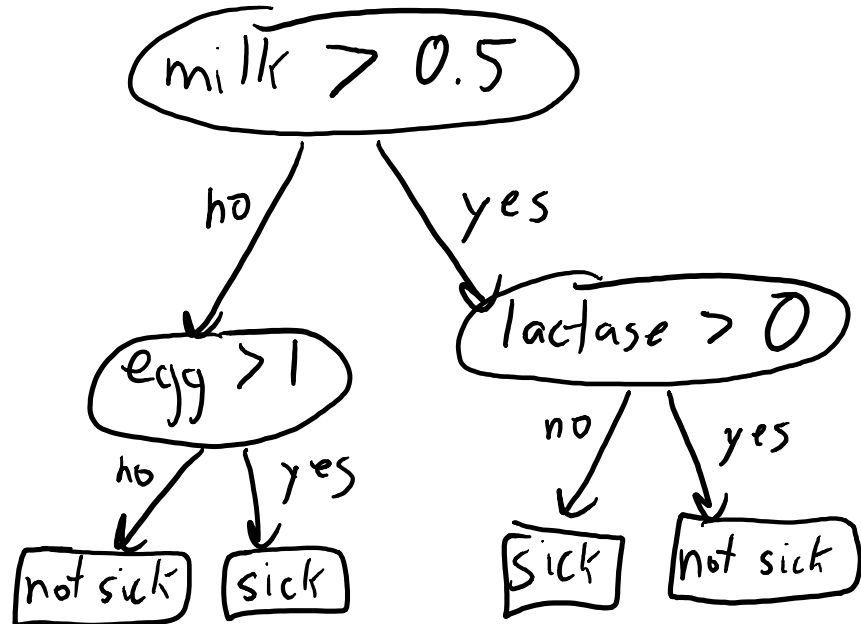 milk > 0.5
no
yes
lactase > 0
egg > 1
no
yes
no
yes
not sick
sick
sick
not sick